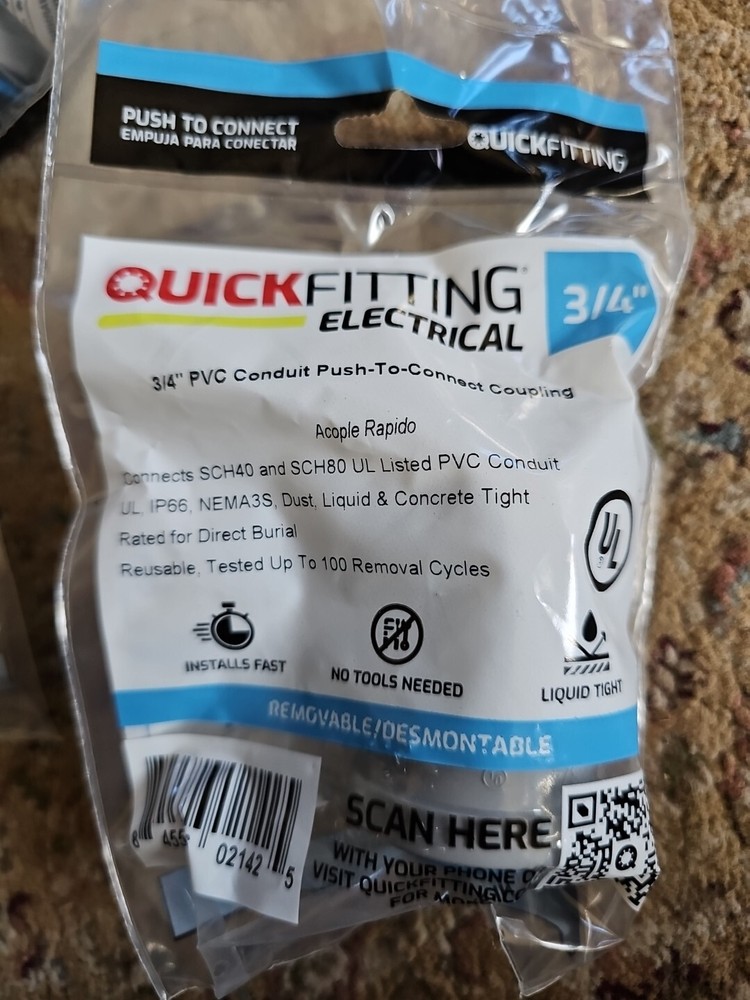 PUSH TO CONNECT
EMPUJA PARA CONECTAR
QUICKFITTING
QUICKFITTING
ELECTRICAL
3/4"
3/4" PVC Conduit Push-To-Connect Coupling
Acople Rapido
Connects SCH40 and SCH80 UL Listed PVC Conduit
UL, IP66, NEMA3S, Dust, Liquid & Concrete Tight
Rated for Direct Burial
Reusable, Tested Up To 100 Removal Cycles
UL
INSTALLS FAST
NO TOOLS NEEDED
LIQUID TIGHT
REMOVABLE/DESMONTABLE
02142 5
SCAN HERE
WITH YOUR PHONE
VISIT QUICKFITTING
FOR